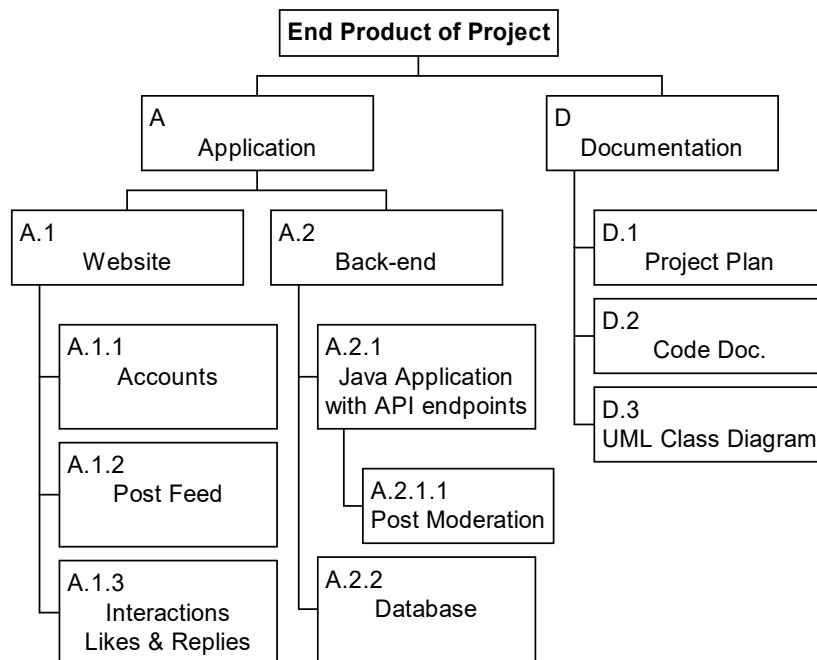 End Product of Project
A
Application
D
Documentation
A.1
Website
A.2
Back-end
D.1
Project Plan
D.2
Code Doc.
D.3
UML Class Diagram
A.1.1
Accounts
A.1.2
Post Feed
A.1.3
Interactions
Likes & Replies
A.2.1
Java Application
with API endpoints
A.2.1.1
Post Moderation
A.2.2
Database